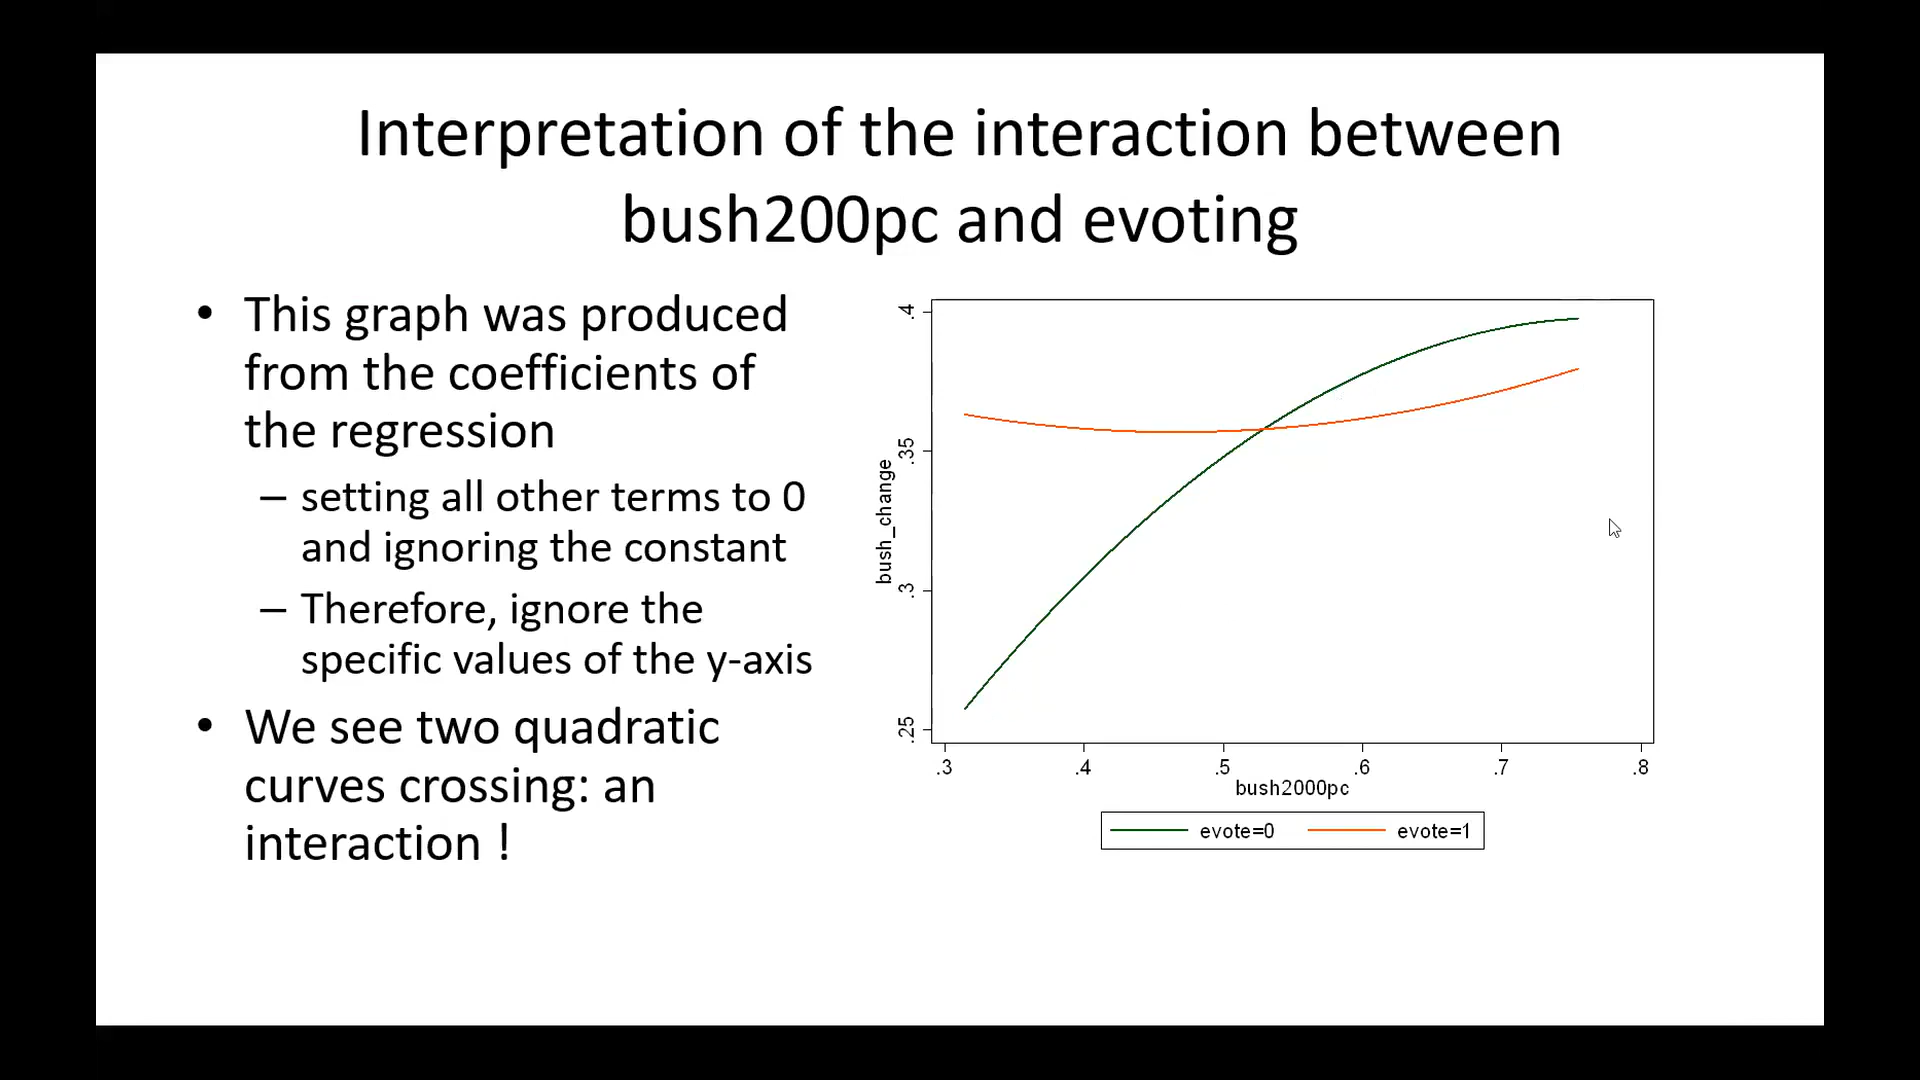 Interpretation of the interaction between
bush200pc and evoting
• This graph was produced
from the coefficients of
the regression
– setting all other terms to 0
and ignoring the constant
– Therefore, ignore the
specific values of the y-axis
• We see two quadratic
curves crossing: an
interaction !
bush_change
.4
.35
.3
.25
.3 .4 .5 .6 .7 .8
bush2000pc
evote=0 evote=1